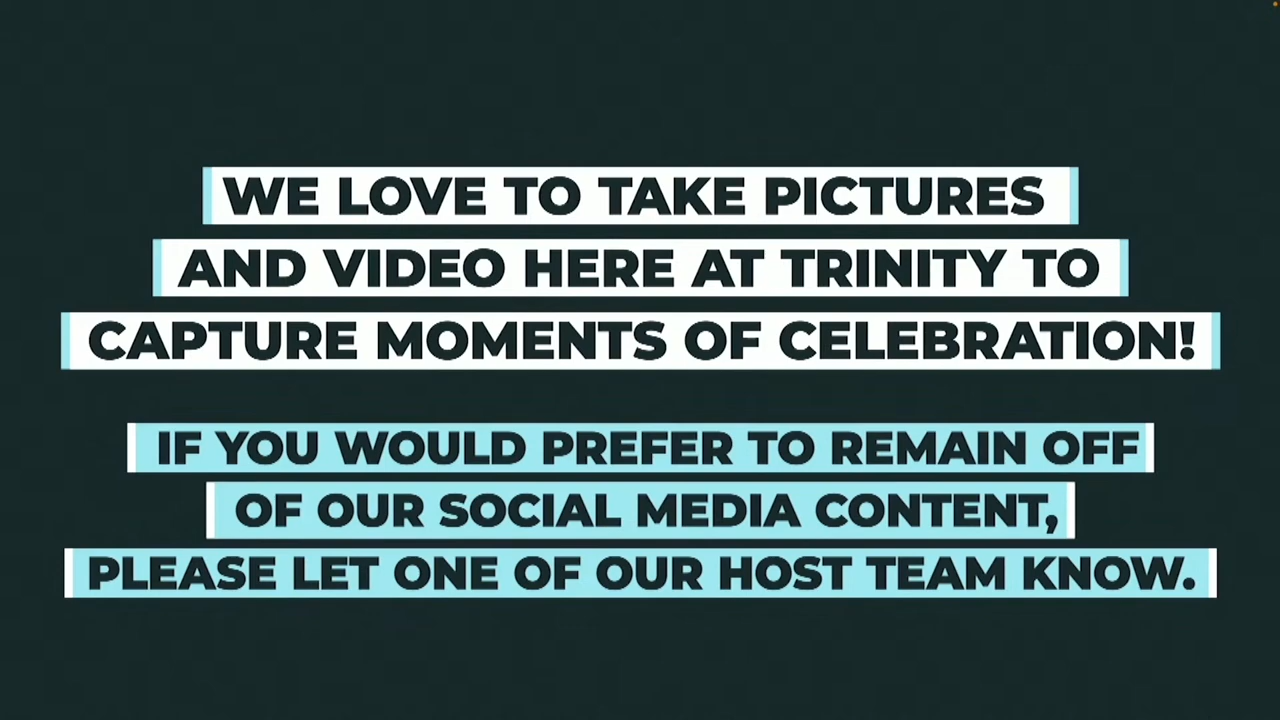 WE LOVE TO TAKE PICTURES
AND VIDEO HERE AT TRINITY TO
CAPTURE MOMENTS OF CELEBRATION!
IF YOU WOULD PREFER TO REMAIN OFF
OF OUR SOCIAL MEDIA CONTENT,
PLEASE LET ONE OF OUR HOST TEAM KNOW.